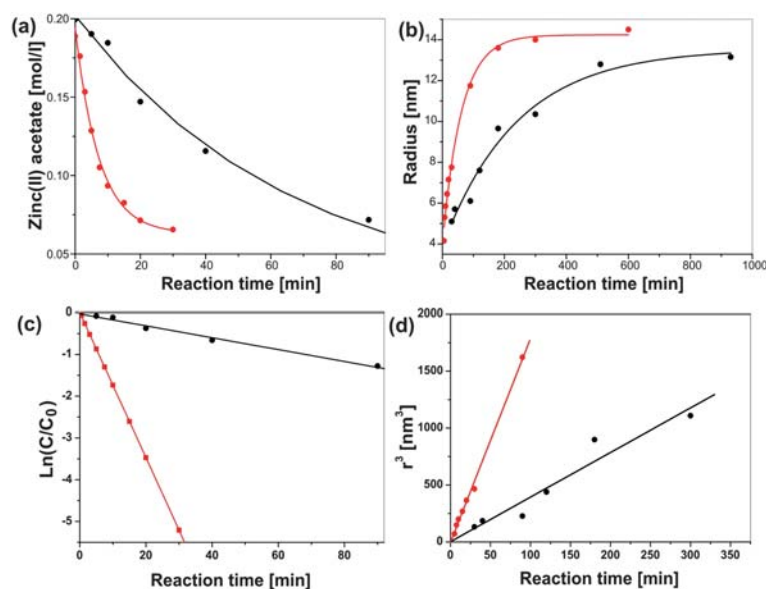 (a)
Zinc(II) acetate [mol/l]
0.20
0.15
0.10
0.05
0 20 40 60 80
Reaction time [min]
(b)
Radius [nm]
14
12
10
8
6
4
0 200 400 600 800 1000
Reaction time [min]
(c)
Ln(C/C0)
0
-1
-2
-3
-4
-5
0 20 40 60 80
Reaction time [min]
(d)
r³ [nm³]
2000
1500
1000
500
0
0 50 100 150 200 250 300 350
Reaction time [min]